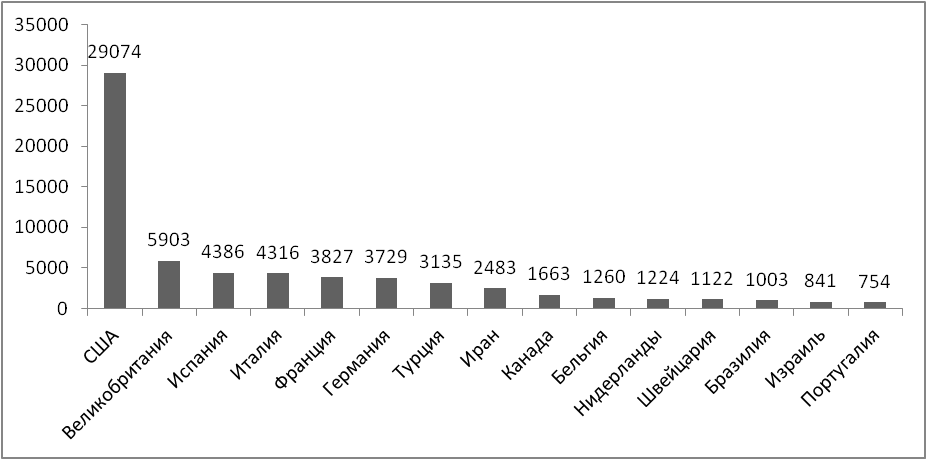 35000
30000
25000
20000
15000
10000
5000
0
29074
5903
4386
4316
3827
3729
3135
2483
1663
1260
1224
1122
1003
841
754
США
Великобритания
Испания
Италия
Франция
Германия
Турция
Иран
Канада
Бельгия
Нидерланды
Швейцария
Бразилия
Израиль
Португалия